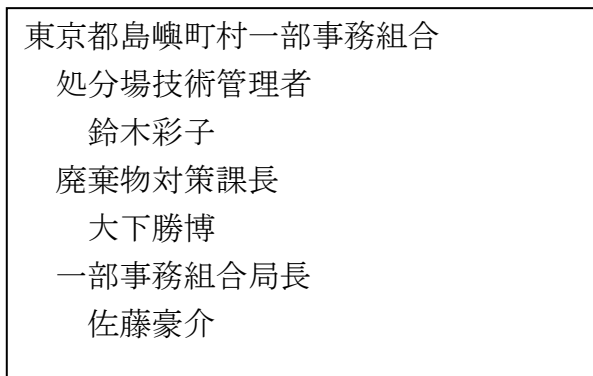 東京都島嶼町村一部事務組合
処分場技術管理者
鈴木彩子
廃棄物対策課長
大下勝博
一部事務組合局長
佐藤豪介